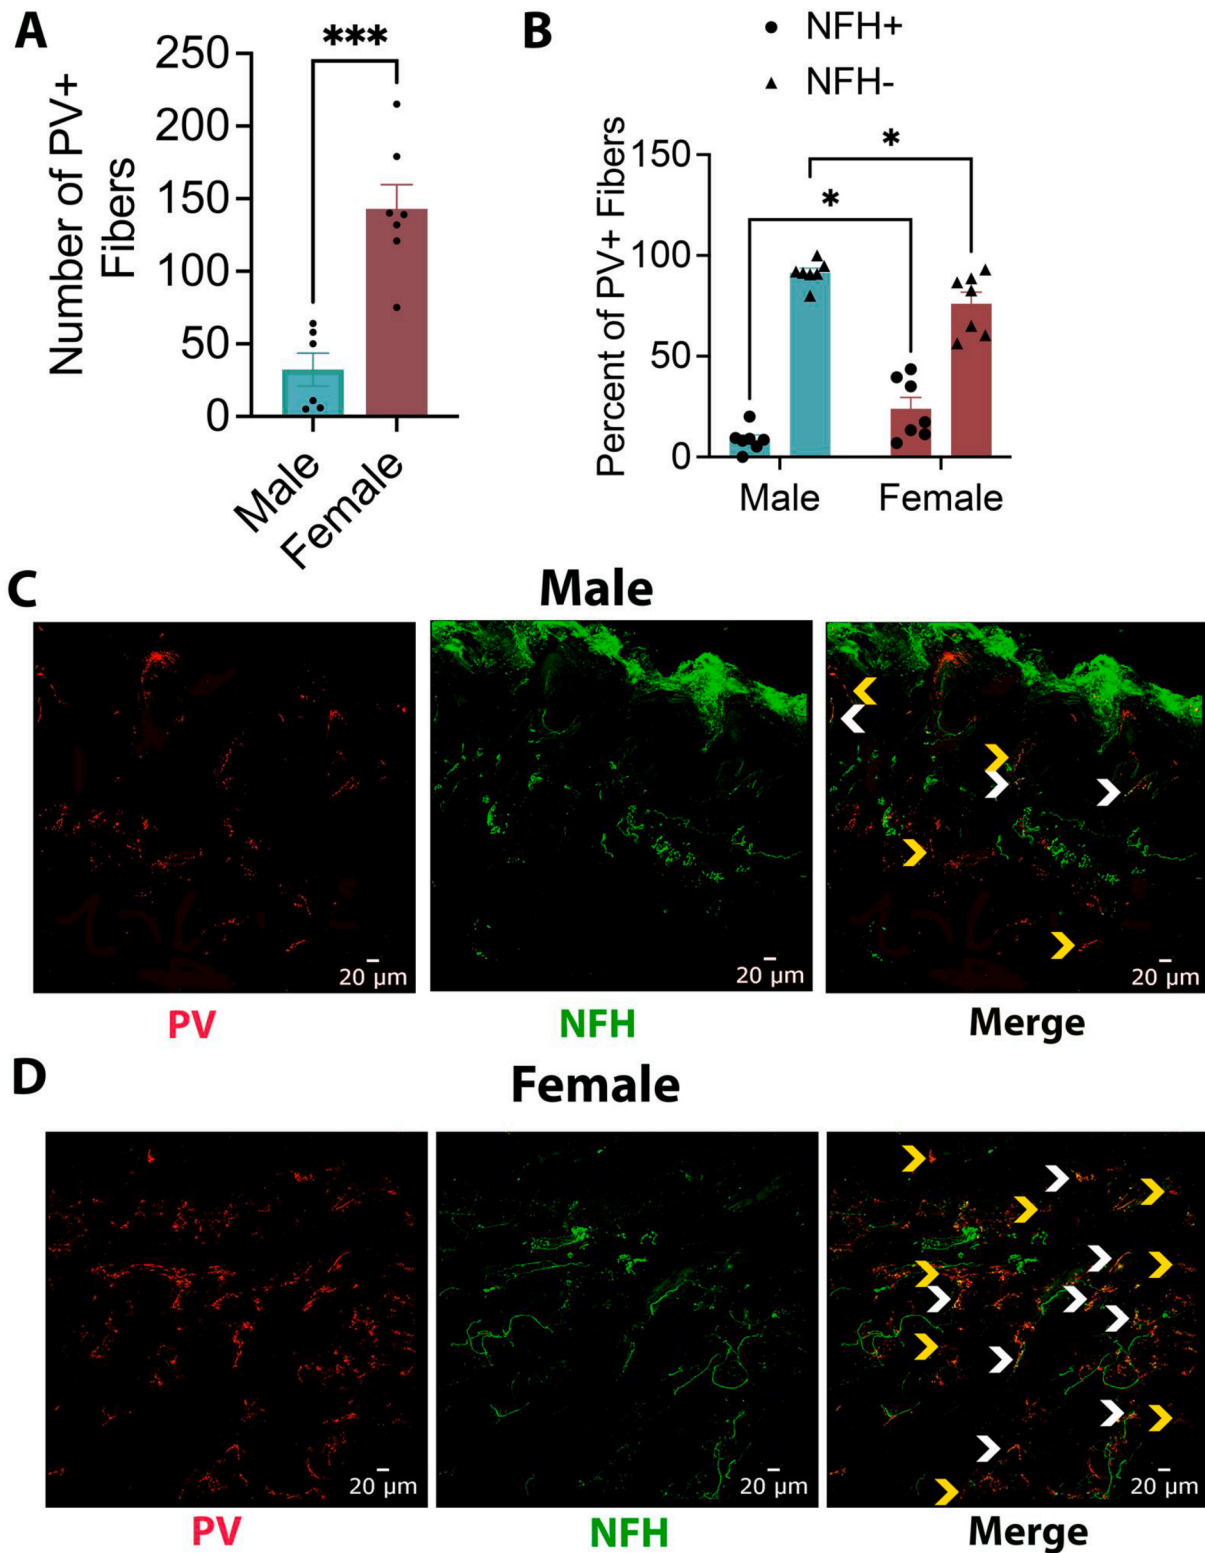 A
Number of PV+
Fibers
250
200
150
100
50
0
***
Male
Female
B
NFH+
NFH-
Percent of PV+ Fibers
150
100
50
0
*
*
Male
Female
C
Male
20 µm
20 µm
20 µm
PV
NFH
Merge
D
Female
20 µm
20 µm
20 µm
PV
NFH
Merge